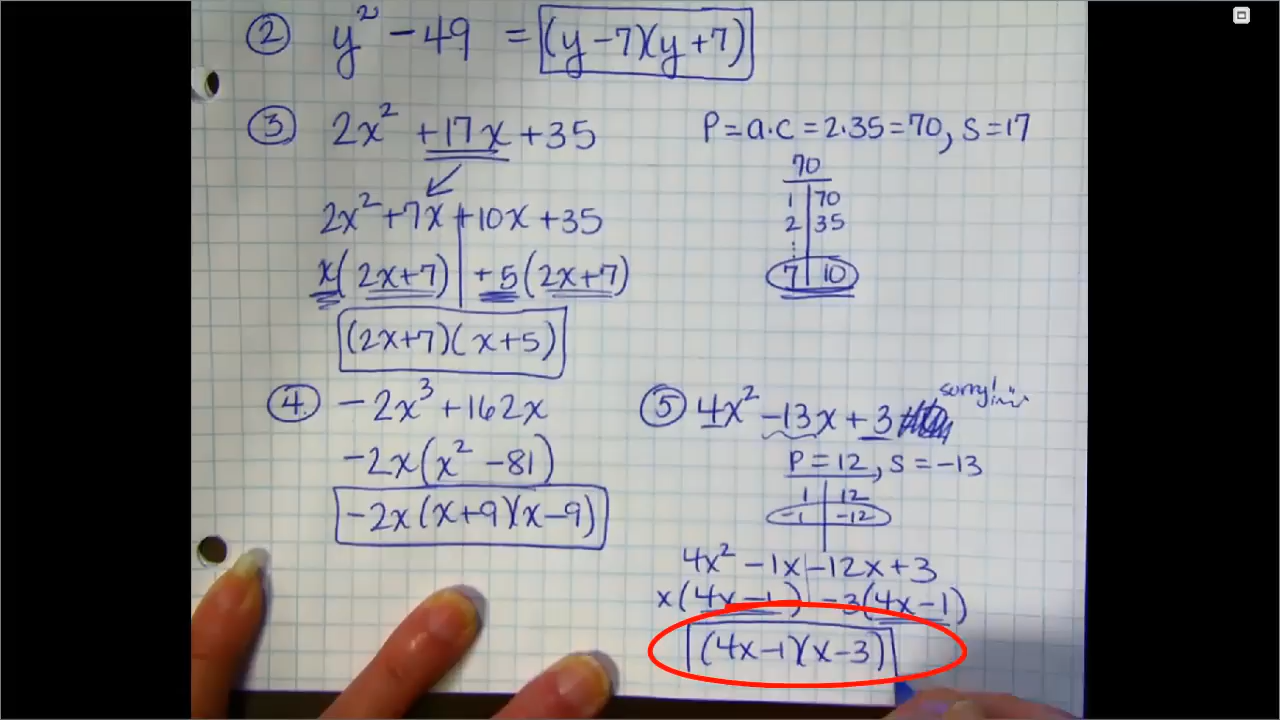 ② y² - 49 = (y - 7)(y + 7)
③ 2x² + 17x + 35
P = a·c = 2·35 = 70, S = 17
70
1 | 70
2 | 35
⋮
7 | 10
2x² + 7x + 10x + 35
x(2x+7) + 5(2x+7)
(2x+7)(x+5)
④ -2x³ + 162x
-2x(x² - 81)
-2x(x+9)(x-9)
sorry!
⑤ 4x² - 13x + 3
P = 12, S = -13
1 | 12
-1 | -12
4x² - 1x - 12x + 3
x(4x-1) - 3(4x-1)
(4x-1)(x-3)